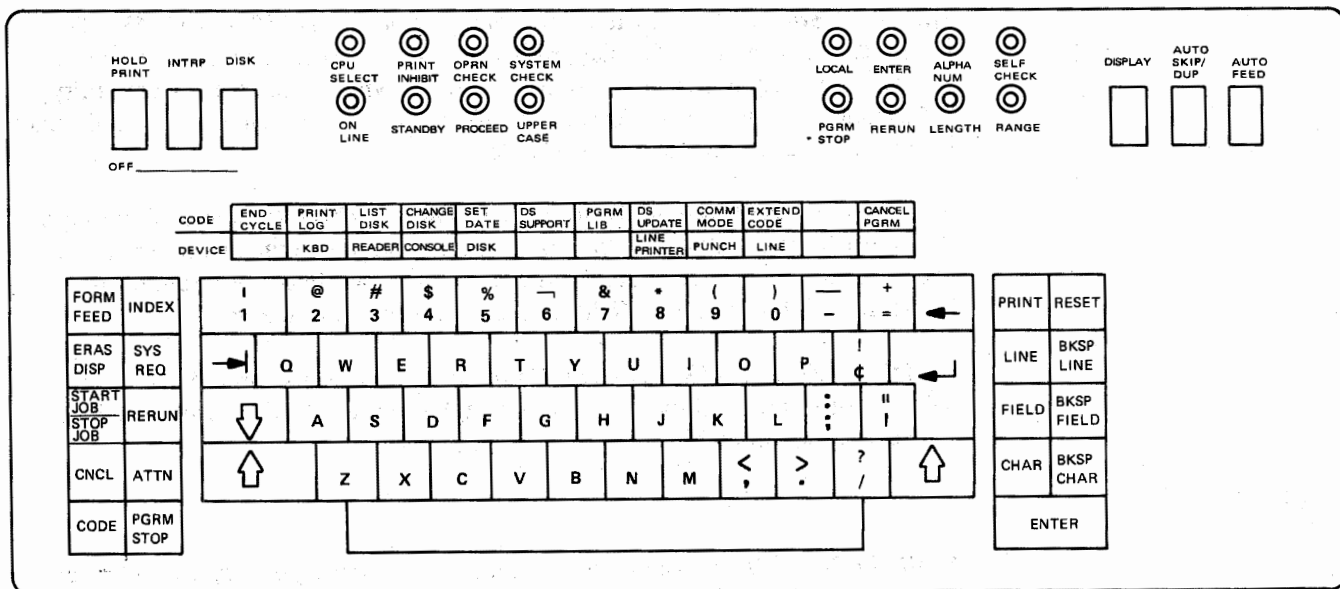 HOLD PRINT
INTRP
DISK
OFF
CPU SELECT
PRINT INHIBIT
OPRN CHECK
SYSTEM CHECK
ON LINE
STANDBY
PROCEED
UPPER CASE
LOCAL
ENTER
ALPHA NUM
SELF CHECK
PGRM STOP
RERUN
LENGTH
RANGE
DISPLAY
AUTO SKIP/ DUP
AUTO FEED
CODE
END CYCLE
PRINT LOG
LIST DISK
CHANGE DISK
SET DATE
DS SUPPORT
PGRM LIB
DS UPDATE
COMM MODE
EXTEND CODE
CANCEL PGRM
DEVICE
KBD
READER
CONSOLE
DISK
LINE PRINTER
PUNCH
LINE
FORM FEED
INDEX
ERAS DISP
SYS REQ
START JOB
STOP JOB
RERUN
CNCL
ATTN
CODE
PGRM STOP
I @ # $ % ¬ & * ( ) — +
1 2 3 4 5 6 7 8 9 0 – = ←
→| Q W E R T Y U I O P ! ¢ ↵
⇩ A S D F G H J K L : ; " '
⇧ Z X C V B N M < , > . ? / ⇧
PRINT
RESET
LINE
BKSP LINE
FIELD
BKSP FIELD
CHAR
BKSP CHAR
ENTER